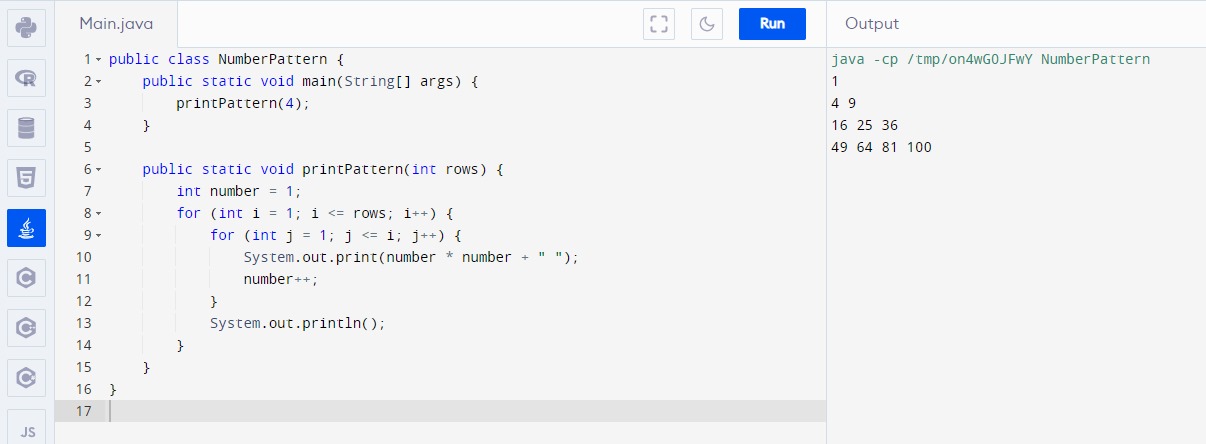 Main.java
Run
Output
1 public class NumberPattern {
2     public static void main(String[] args) {
3         printPattern(4);
4     }
5
6     public static void printPattern(int rows) {
7         int number = 1;
8         for (int i = 1; i <= rows; i++) {
9             for (int j = 1; j <= i; j++) {
10                 System.out.print(number * number + " ");
11                 number++;
12             }
13             System.out.println();
14         }
15     }
16 }
17
java -cp /tmp/on4wGOJFwY NumberPattern
1
4 9
16 25 36
49 64 81 100
R
5
C
C
C
JS